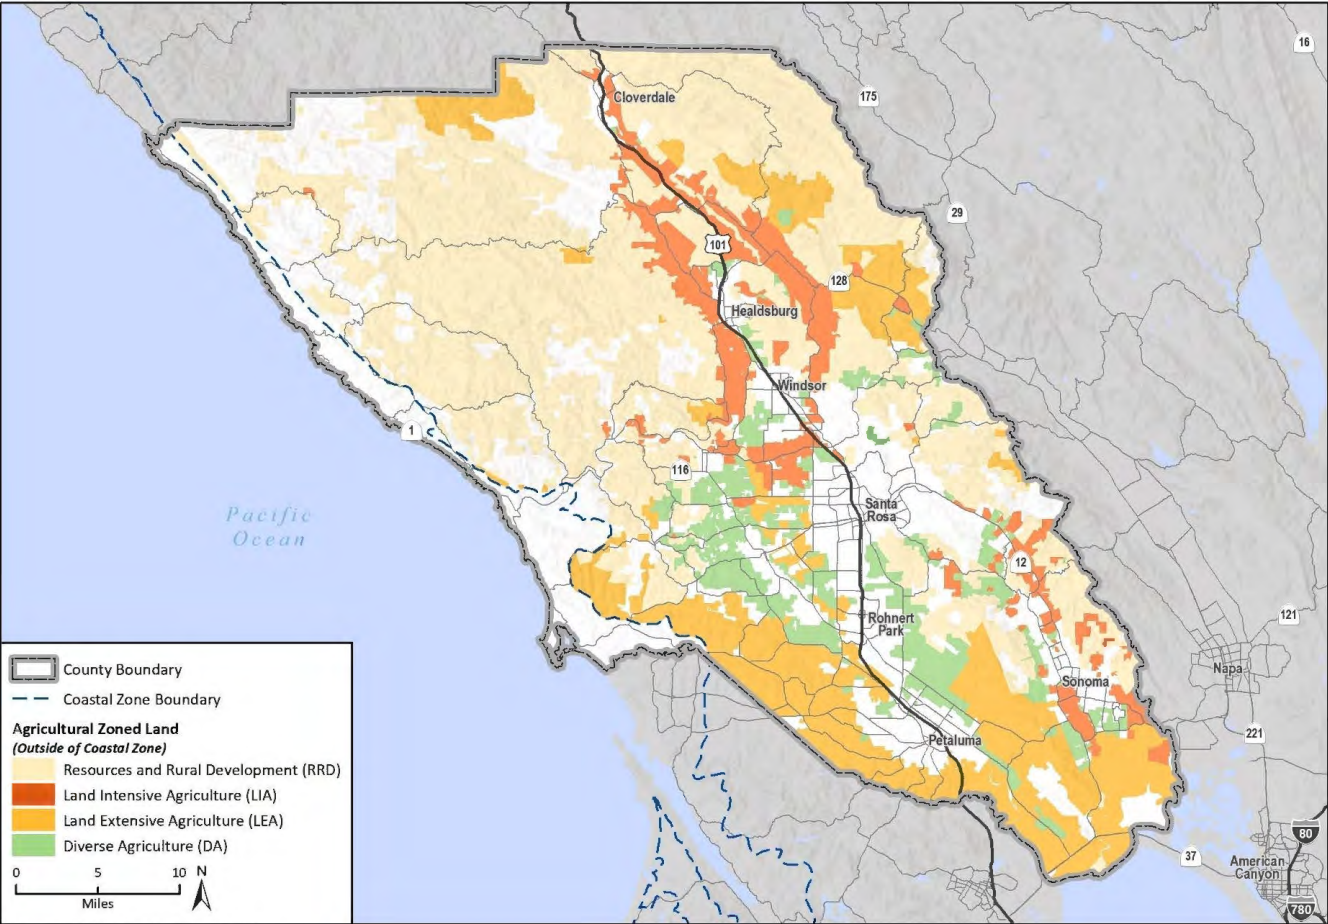 16
175
Cloverdale
29
101
128
Healdsburg
Windsor
1
116
Santa
Rosa
Pacific
Ocean
12
121
Rohnert
Park
Napa
Sonoma
221
Petaluma
80
37
American
Canyon
780
County Boundary
Coastal Zone Boundary
Agricultural Zoned Land
(Outside of Coastal Zone)
Resources and Rural Development (RRD)
Land Intensive Agriculture (LIA)
Land Extensive Agriculture (LEA)
Diverse Agriculture (DA)
0 5 10 N
Miles